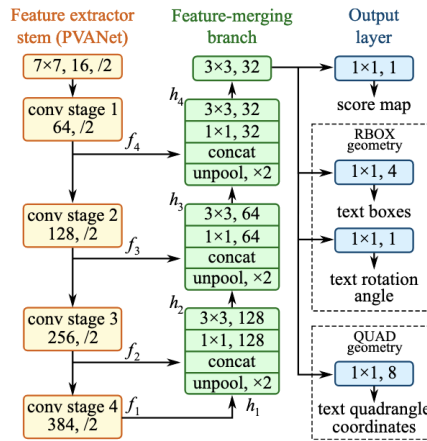 Feature extractor
stem (PVANet)
7×7, 16, /2
conv stage 1
64, /2
f4
conv stage 2
128, /2
f3
conv stage 3
256, /2
f2
conv stage 4
384, /2
f1
Feature-merging
branch
3×3, 32
h4
3×3, 32
1×1, 32
concat
unpool, ×2
h3
3×3, 64
1×1, 64
concat
unpool, ×2
h2
3×3, 128
1×1, 128
concat
unpool, ×2
h1
Output
layer
1×1, 1
score map
RBOX
geometry
1×1, 4
text boxes
1×1, 1
text rotation
angle
QUAD
geometry
1×1, 8
text quadrangle
coordinates